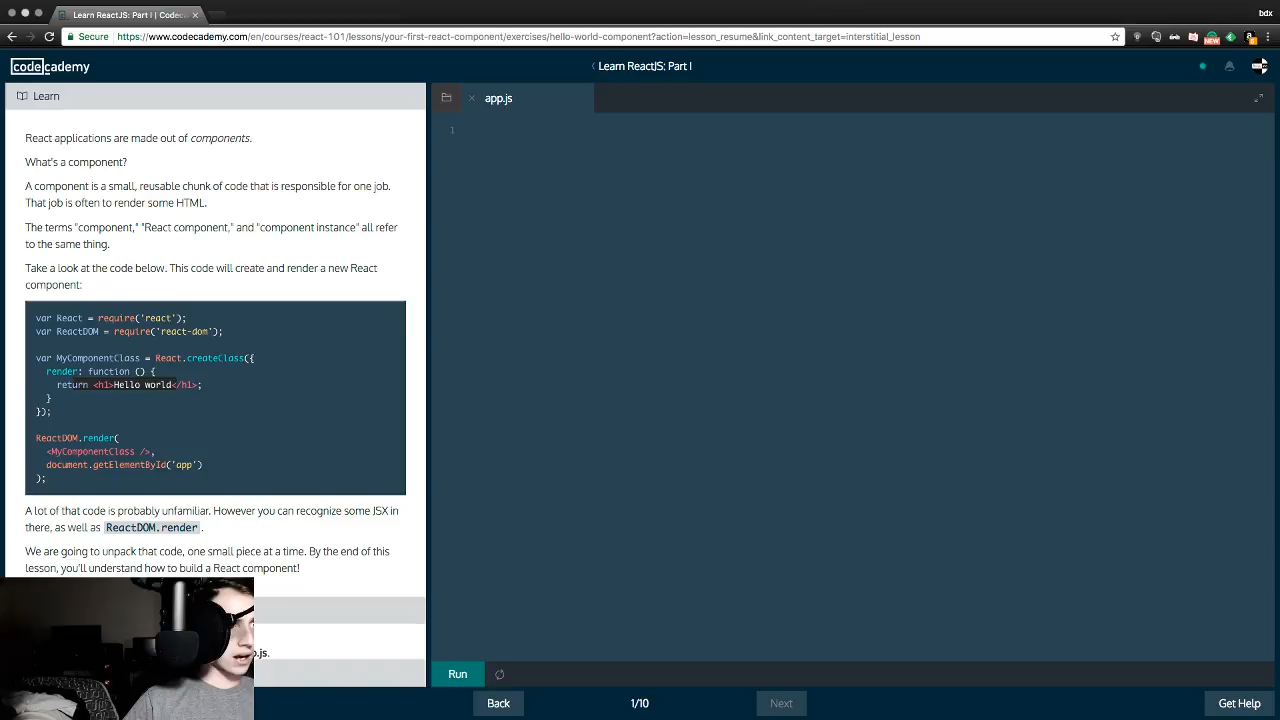 Learn ReactJS: Part I | Codec
bdx
Secure
https://www.codecademy.com/en/courses/react-101/lessons/your-first-react-component/exercises/hello-world-component?action=lesson_resume&link_content_target=interstitial_lesson
NEW
codecademy
Learn ReactJS: Part I
Learn
app.js
React applications are made out of components.
What's a component?
A component is a small, reusable chunk of code that is responsible for one job.
That job is often to render some HTML.
The terms "component," "React component," and "component instance" all refer
to the same thing.
Take a look at the code below. This code will create and render a new React
component:
var React = require('react');
var ReactDOM = require('react-dom');
var MyComponentClass = React.createClass({
render: function () {
return <h1>Hello world</h1>;
}
});
ReactDOM.render(
<MyComponentClass />,
document.getElementById('app')
);
A lot of that code is probably unfamiliar. However you can recognize some JSX in
there, as well as ReactDOM.render.
We are going to unpack that code, one small piece at a time. By the end of this
lesson, you'll understand how to build a React component!
1
Run
Back
1/10
Next
Get Help